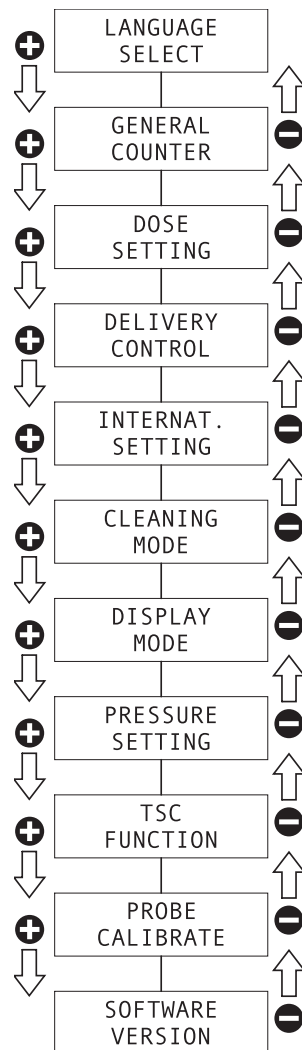 LANGUAGE
SELECT
GENERAL
COUNTER
DOSE
SETTING
DELIVERY
CONTROL
INTERNAT.
SETTING
CLEANING
MODE
DISPLAY
MODE
PRESSURE
SETTING
TSC
FUNCTION
PROBE
CALIBRATE
SOFTWARE
VERSION